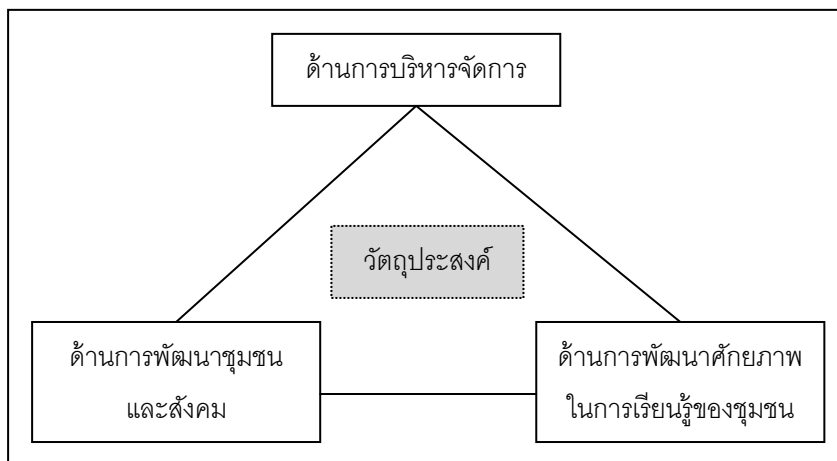 ด้านการบริหารจัดการ
วัตถุประสงค์
ด้านการพัฒนาชุมชน
และสังคม
ด้านการพัฒนาศักยภาพ
ในการเรียนรู้ของชุมชน